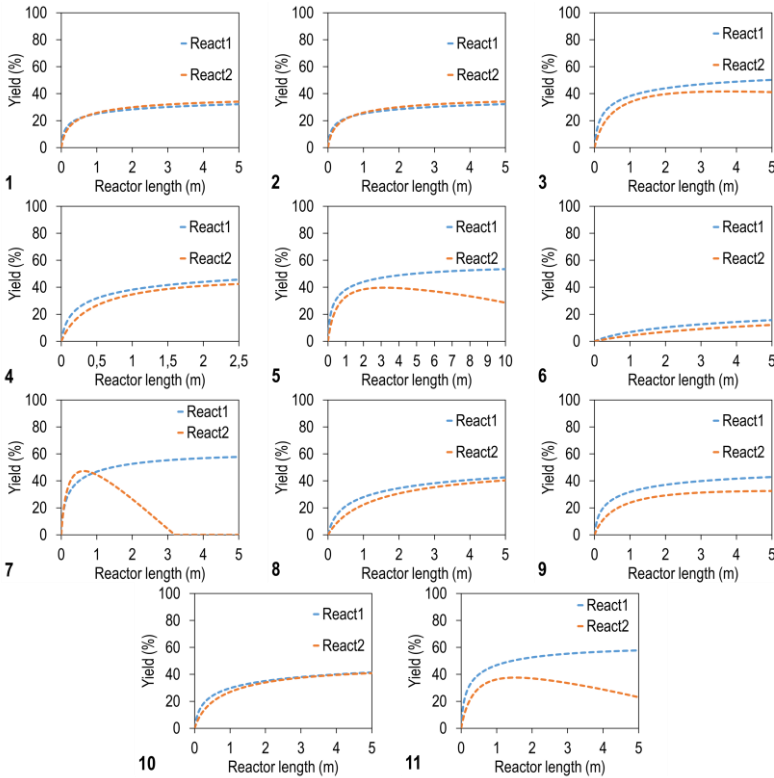 100
80
60
40
20
0
Yield (%)
React1
React2
0 1 2 3 4 5
Reactor length (m)
1
100
80
60
40
20
0
Yield (%)
React1
React2
0 1 2 3 4 5
Reactor length (m)
2
100
80
60
40
20
0
Yield (%)
React1
React2
0 1 2 3 4 5
Reactor length (m)
3
100
80
60
40
20
0
Yield (%)
React1
React2
0 0,5 1 1,5 2 2,5
Reactor length (m)
4
100
80
60
40
20
0
Yield (%)
React1
React2
0 1 2 3 4 5 6 7 8 9 10
Reactor length (m)
5
100
80
60
40
20
0
Yield (%)
React1
React2
0 1 2 3 4 5
Reactor length (m)
6
100
80
60
40
20
0
Yield (%)
React1
React2
0 1 2 3 4 5
Reactor length (m)
7
100
80
60
40
20
0
Yield (%)
React1
React2
0 1 2 3 4 5
Reactor length (m)
8
100
80
60
40
20
0
Yield (%)
React1
React2
0 1 2 3 4 5
Reactor length (m)
9
100
80
60
40
20
0
Yield (%)
React1
React2
0 1 2 3 4 5
Reactor length (m)
10
100
80
60
40
20
0
Yield (%)
React1
React2
0 1 2 3 4 5
Reactor length (m)
11